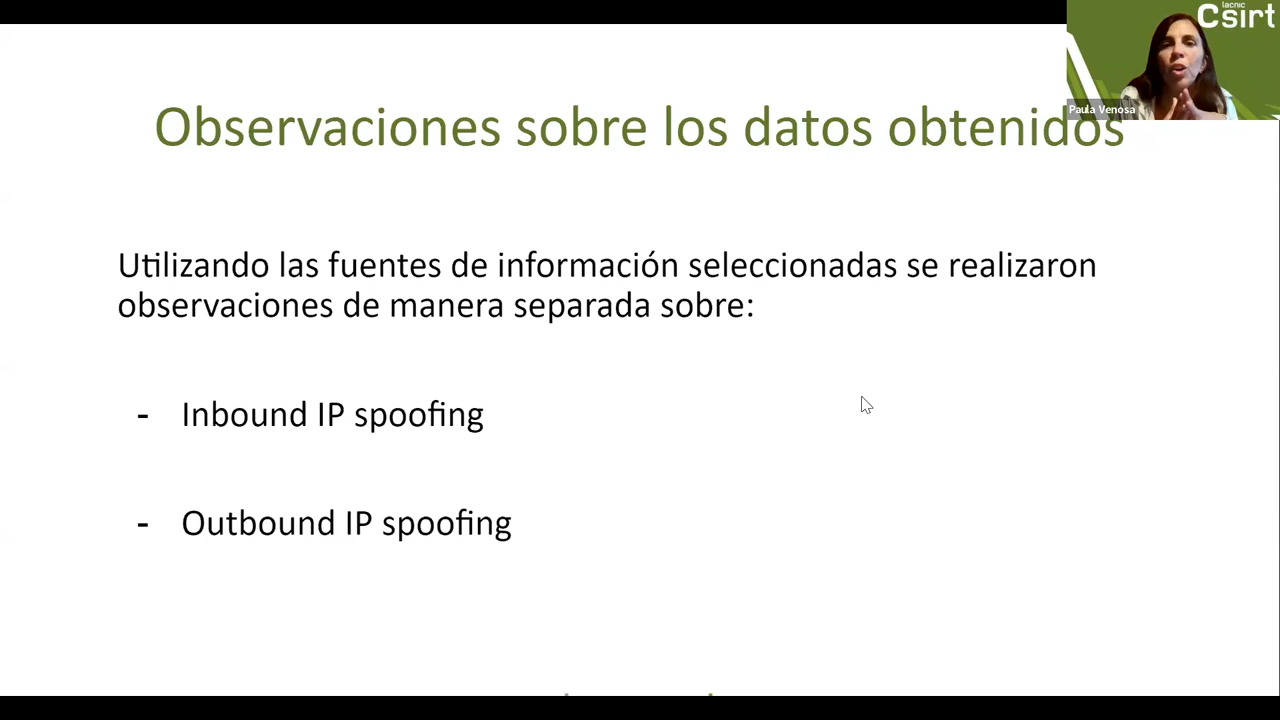 lacnic
Csirt
Paula Venosa
Observaciones sobre los datos obtenidos
Utilizando las fuentes de información seleccionadas se realizaron
observaciones de manera separada sobre:
- Inbound IP spoofing
- Outbound IP spoofing